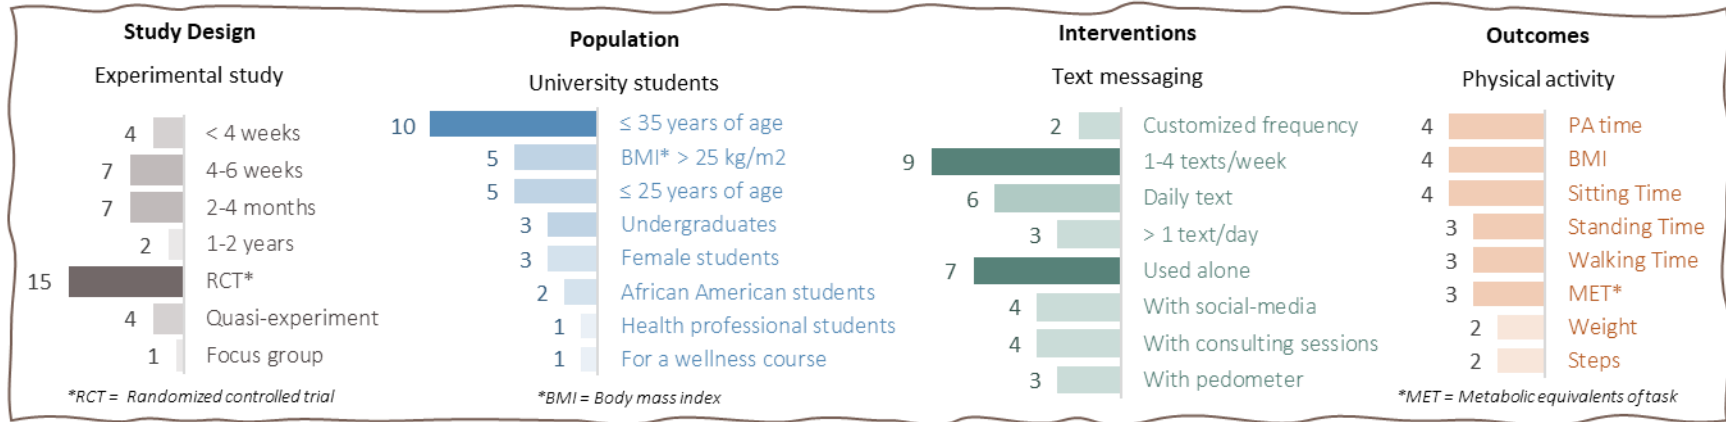 Study Design
Experimental study
4 < 4 weeks
7 4-6 weeks
7 2-4 months
2 1-2 years
15 RCT*
4 Quasi-experiment
1 Focus group
*RCT = Randomized controlled trial
Population
University students
10 ≤ 35 years of age
5 BMI* > 25 kg/m2
5 ≤ 25 years of age
3 Undergraduates
3 Female students
2 African American students
1 Health professional students
1 For a wellness course
*BMI = Body mass index
Interventions
Text messaging
2 Customized frequency
9 1-4 texts/week
6 Daily text
3 > 1 text/day
7 Used alone
4 With social-media
4 With consulting sessions
3 With pedometer
Outcomes
Physical activity
4 PA time
4 BMI
4 Sitting Time
3 Standing Time
3 Walking Time
3 MET*
2 Weight
2 Steps
*MET = Metabolic equivalents of task